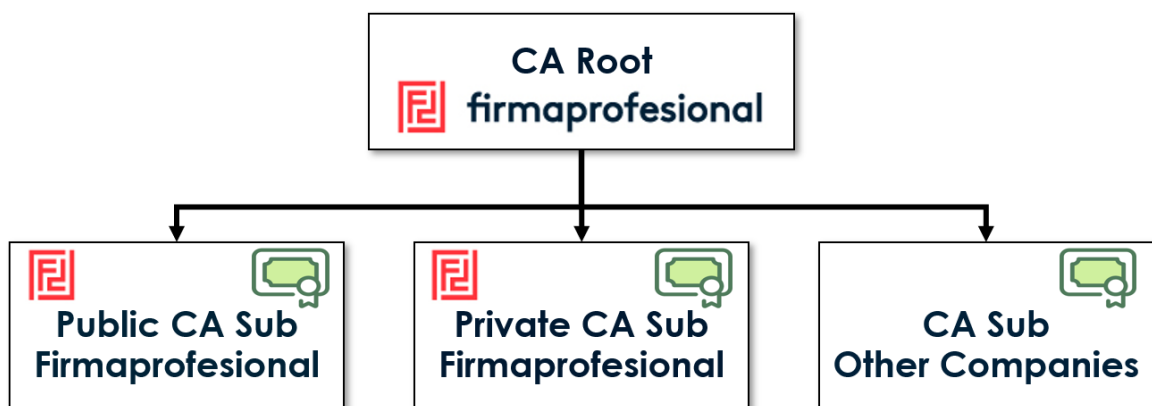 CA Root
firmaprofesional
Public CA Sub
Firmaprofesional
Private CA Sub
Firmaprofesional
CA Sub
Other Companies